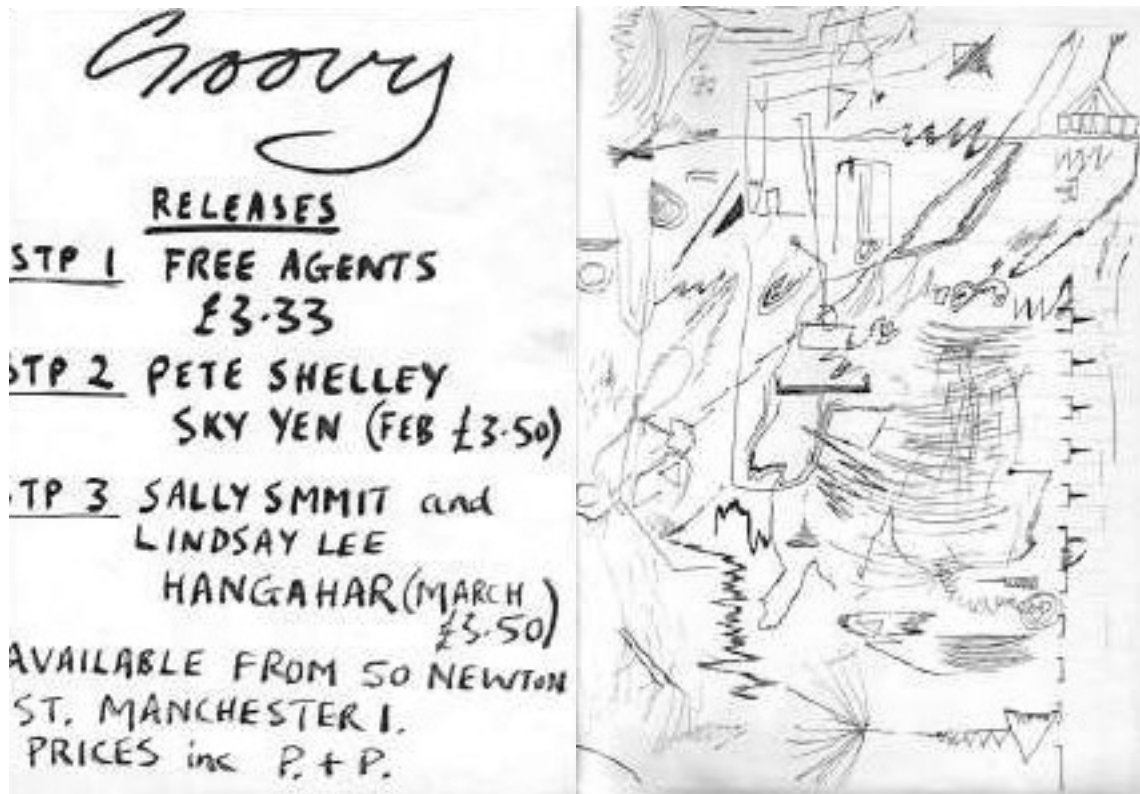 Groovy
RELEASES
STP 1 FREE AGENTS
£3.33
STP 2 PETE SHELLEY
SKY YEN (FEB £3.50)
TP 3 SALLY SMMIT and
LINDSAY LEE
HANGAHAR (MARCH
£3.50)
AVAILABLE FROM 50 NEWTON
ST. MANCHESTER 1.
PRICES inc P. + P.